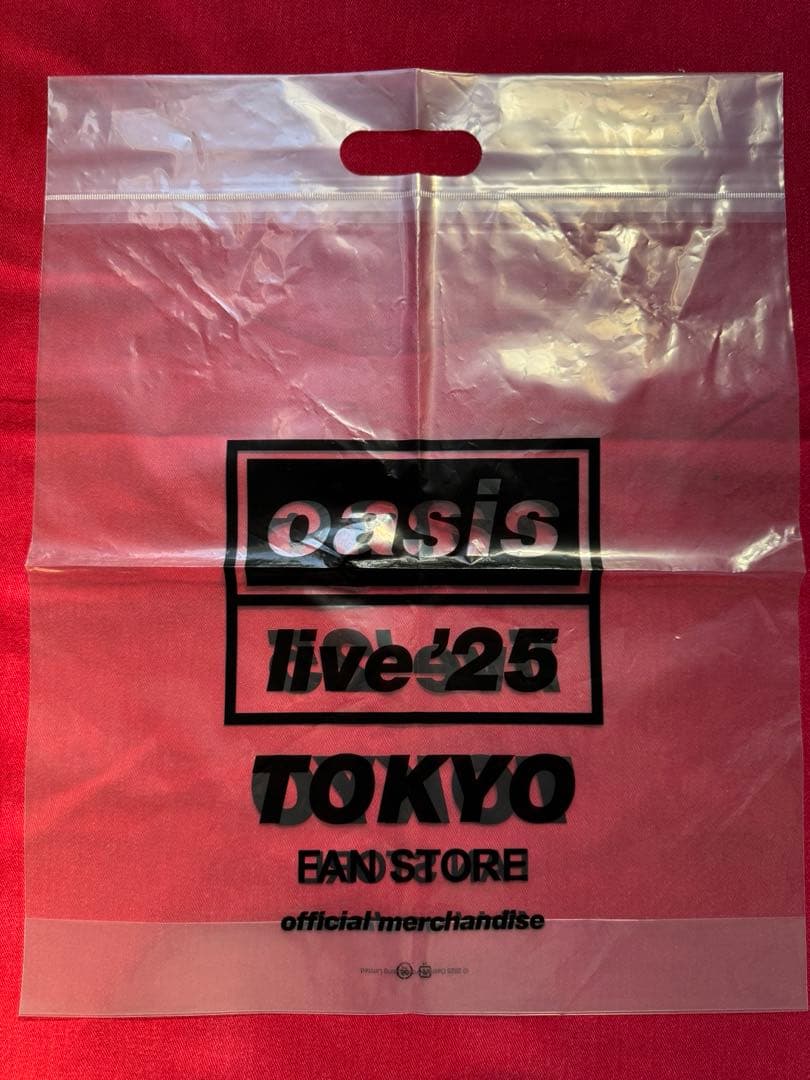 oasis
live '25
TOKYO
FAN STORE
official merchandise